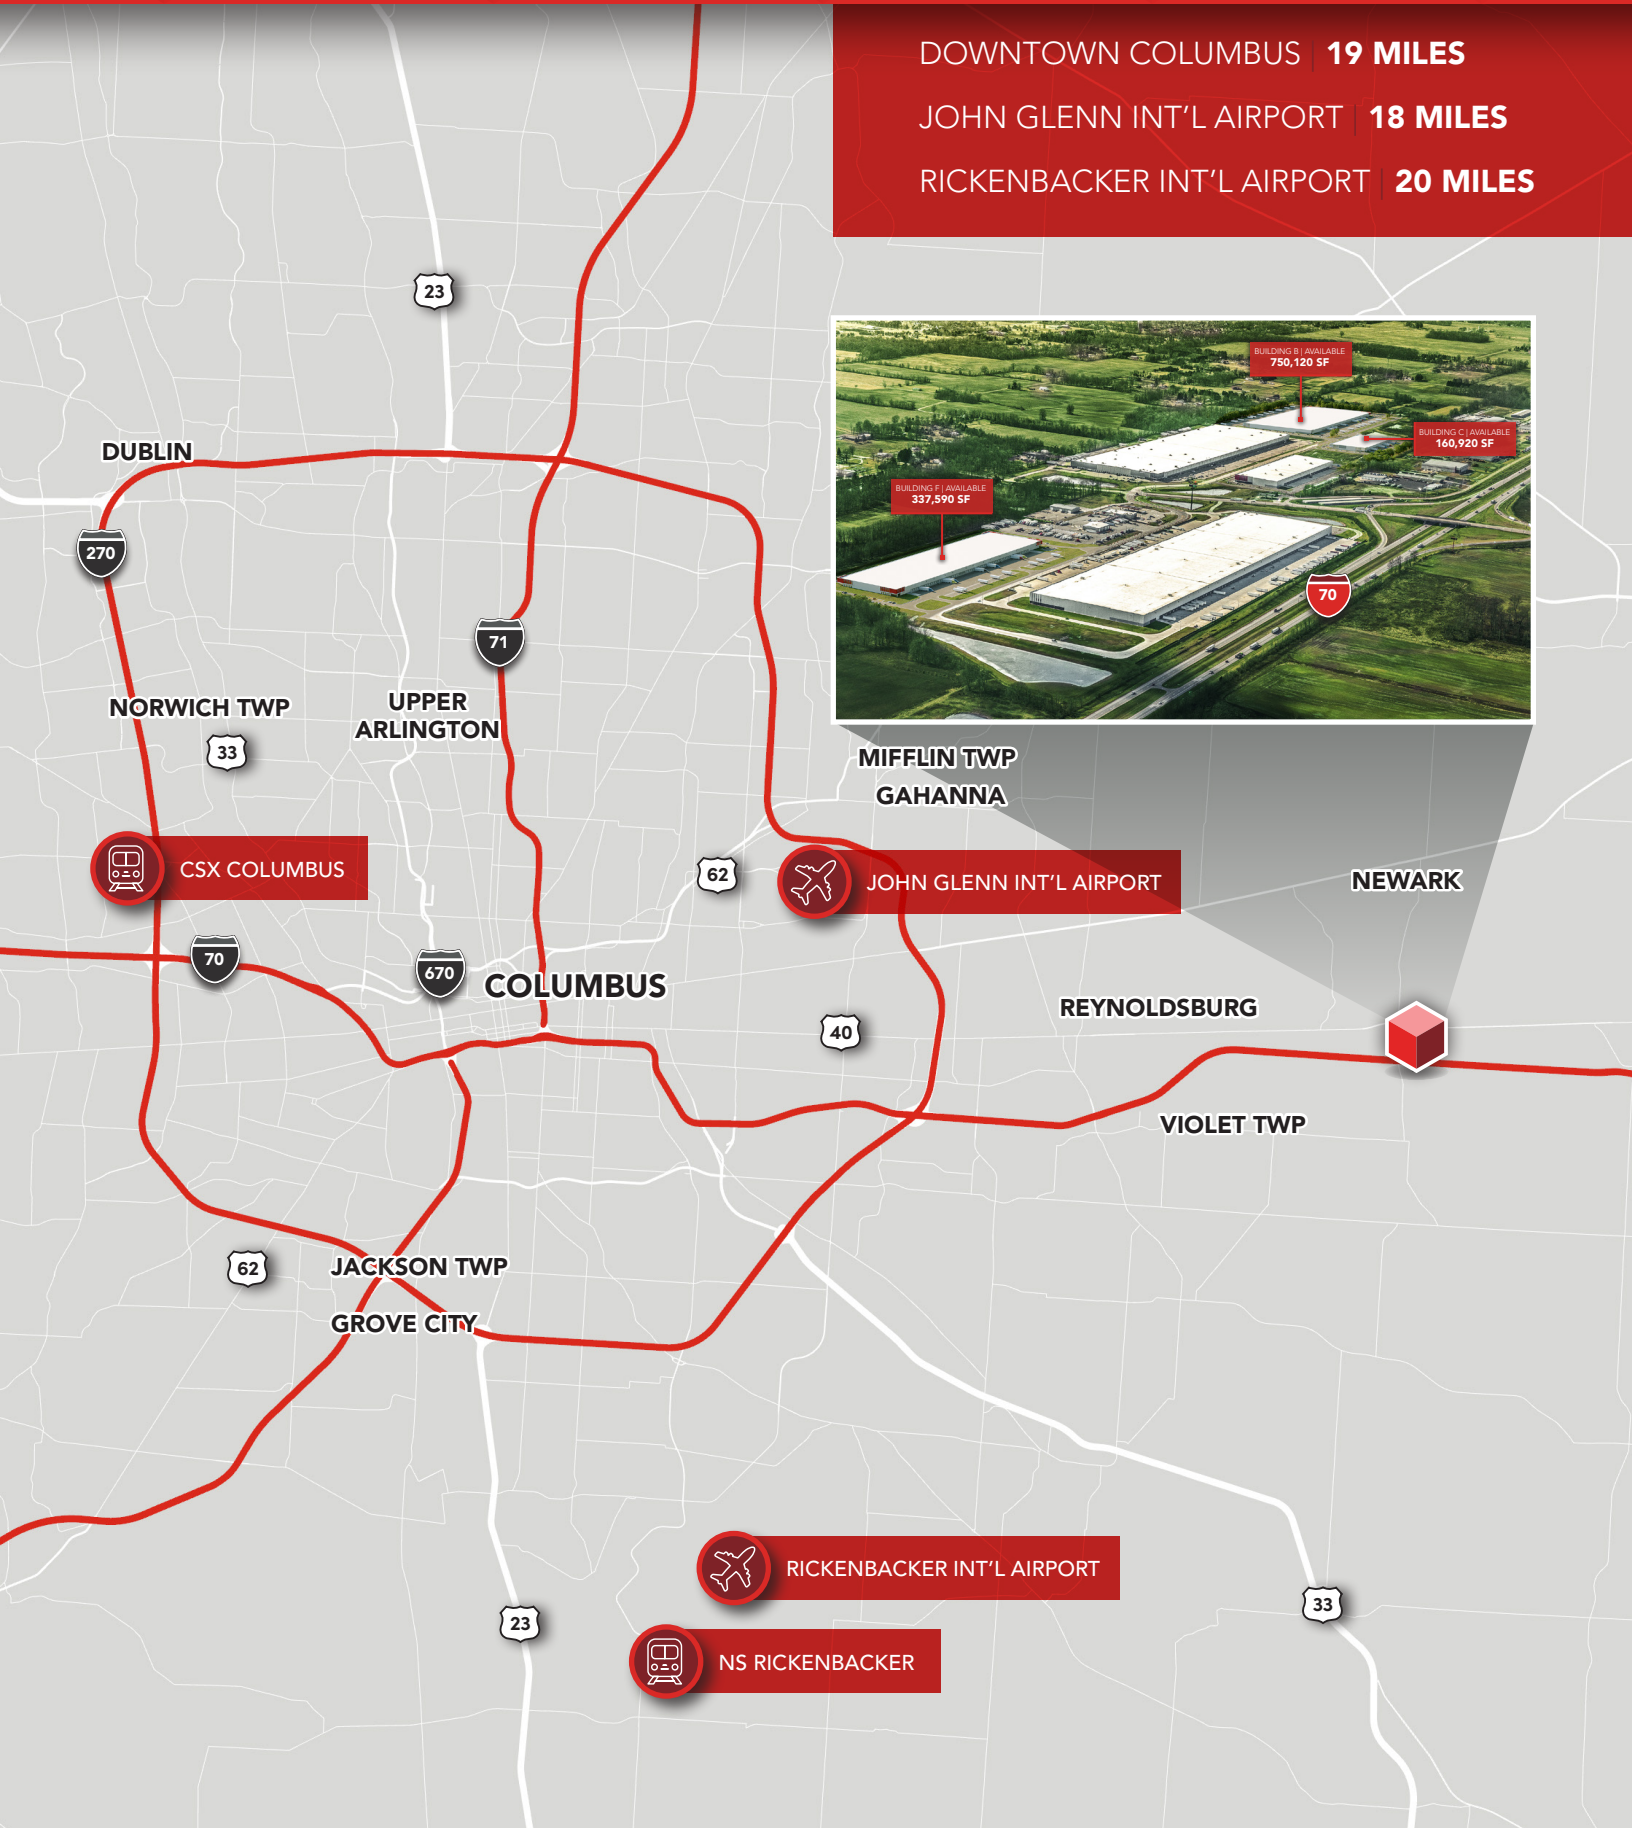 DOWNTOWN COLUMBUS | 19 MILES
JOHN GLENN INT'L AIRPORT | 18 MILES
RICKENBACKER INT'L AIRPORT | 20 MILES
23
BUILDING B | AVAILABLE
750,120 SF
BUILDING C | AVAILABLE
160,920 SF
BUILDING F | AVAILABLE
337,590 SF
70
DUBLIN
270
71
NORWICH TWP
33
UPPER
ARLINGTON
MIFFLIN TWP
GAHANNA
CSX COLUMBUS
62
JOHN GLENN INT'L AIRPORT
NEWARK
70
670
COLUMBUS
40
REYNOLDSBURG
VIOLET TWP
62
JACKSON TWP
GROVE CITY
RICKENBACKER INT'L AIRPORT
23
33
NS RICKENBACKER